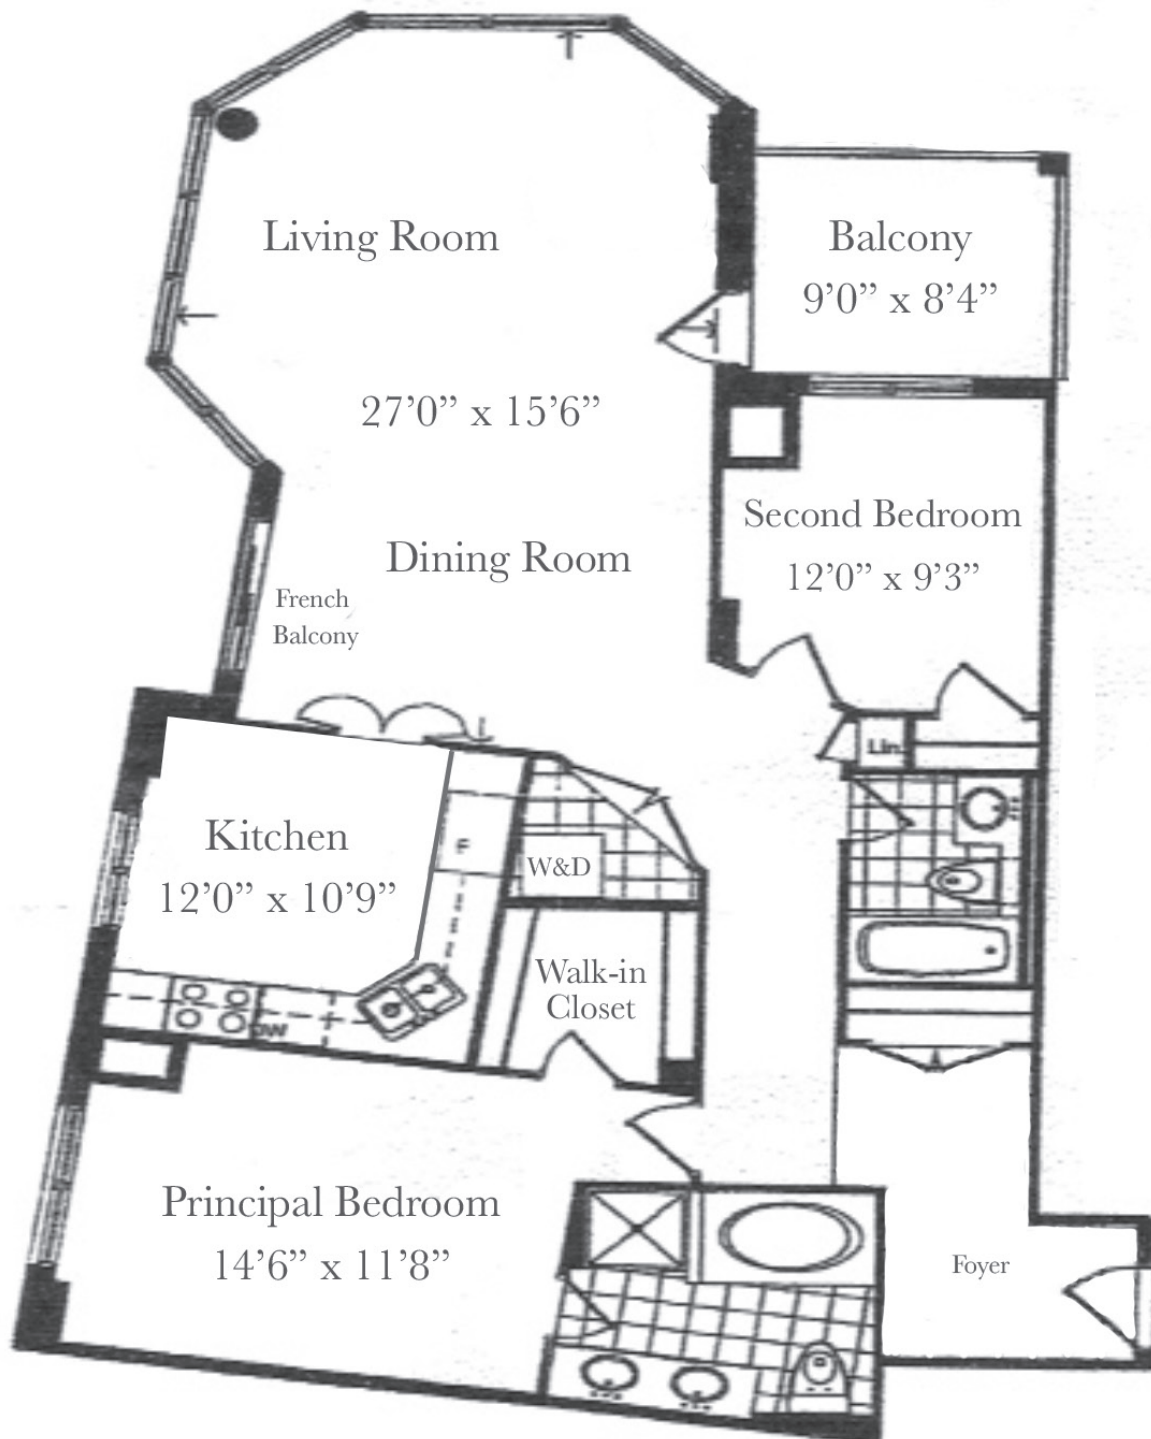 Living Room
Balcony
9’0” x 8’4”
27’0” x 15’6”
Second Bedroom
12’0” x 9’3”
Dining Room
French
Balcony
Lin.
Kitchen
12’0” x 10’9”
F
W&D
Walk-in
Closet
DW
Principal Bedroom
14’6” x 11’8”
Foyer